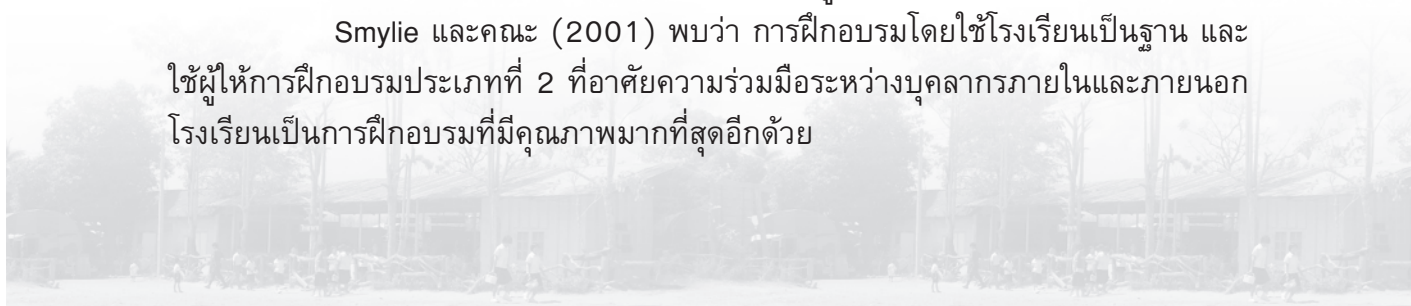 Smylie และคณะ (2001) พบว่า การฝึกอบรมโดยใช้โรงเรียนเป็นฐาน และ
ใช้ผู้ให้การฝึกอบรมประเภทที่ 2 ที่อาศัยความร่วมมือระหว่างบุคลากรภายในและภายนอก
โรงเรียนเป็นการฝึกอบรมที่มีคุณภาพมากที่สุดอีกด้วย